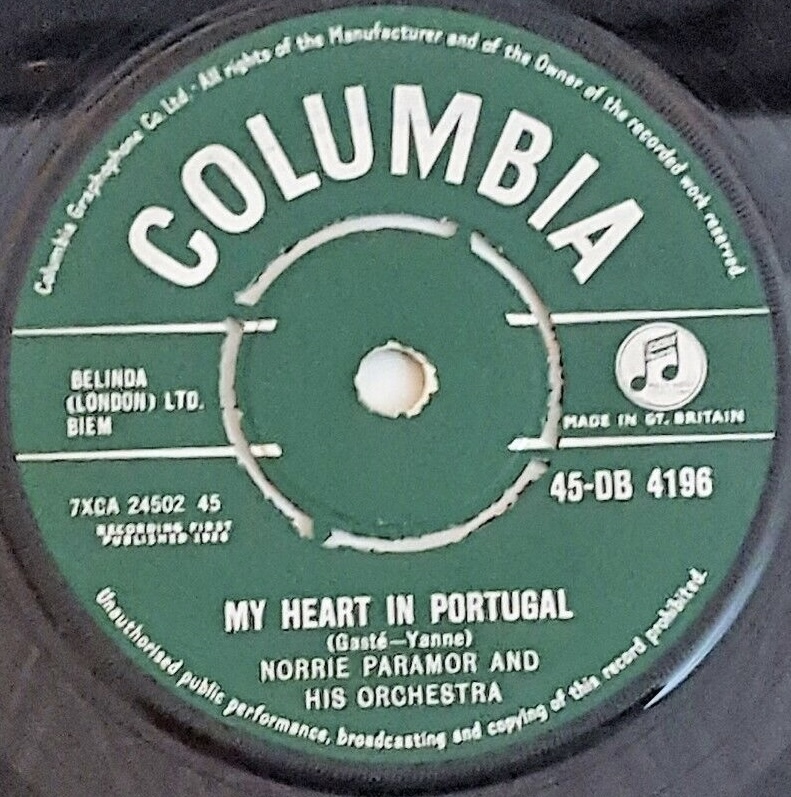 Columbia Graphophone Co. Ltd. · All rights of the Manufacturer and of the Owner of the recorded work reserved.
COLUMBIA
BELINDA
(LONDON) LTD.
BIEM
MADE IN GT. BRITAIN
7XCA 24502 45
45-DB 4196
RECORDING FIRST
PUBLISHED
MY HEART IN PORTUGAL
(Gasté—Yanne)
NORRIE PARAMOR AND
HIS ORCHESTRA
Unauthorised public performance, broadcasting and copying of this record prohibited.